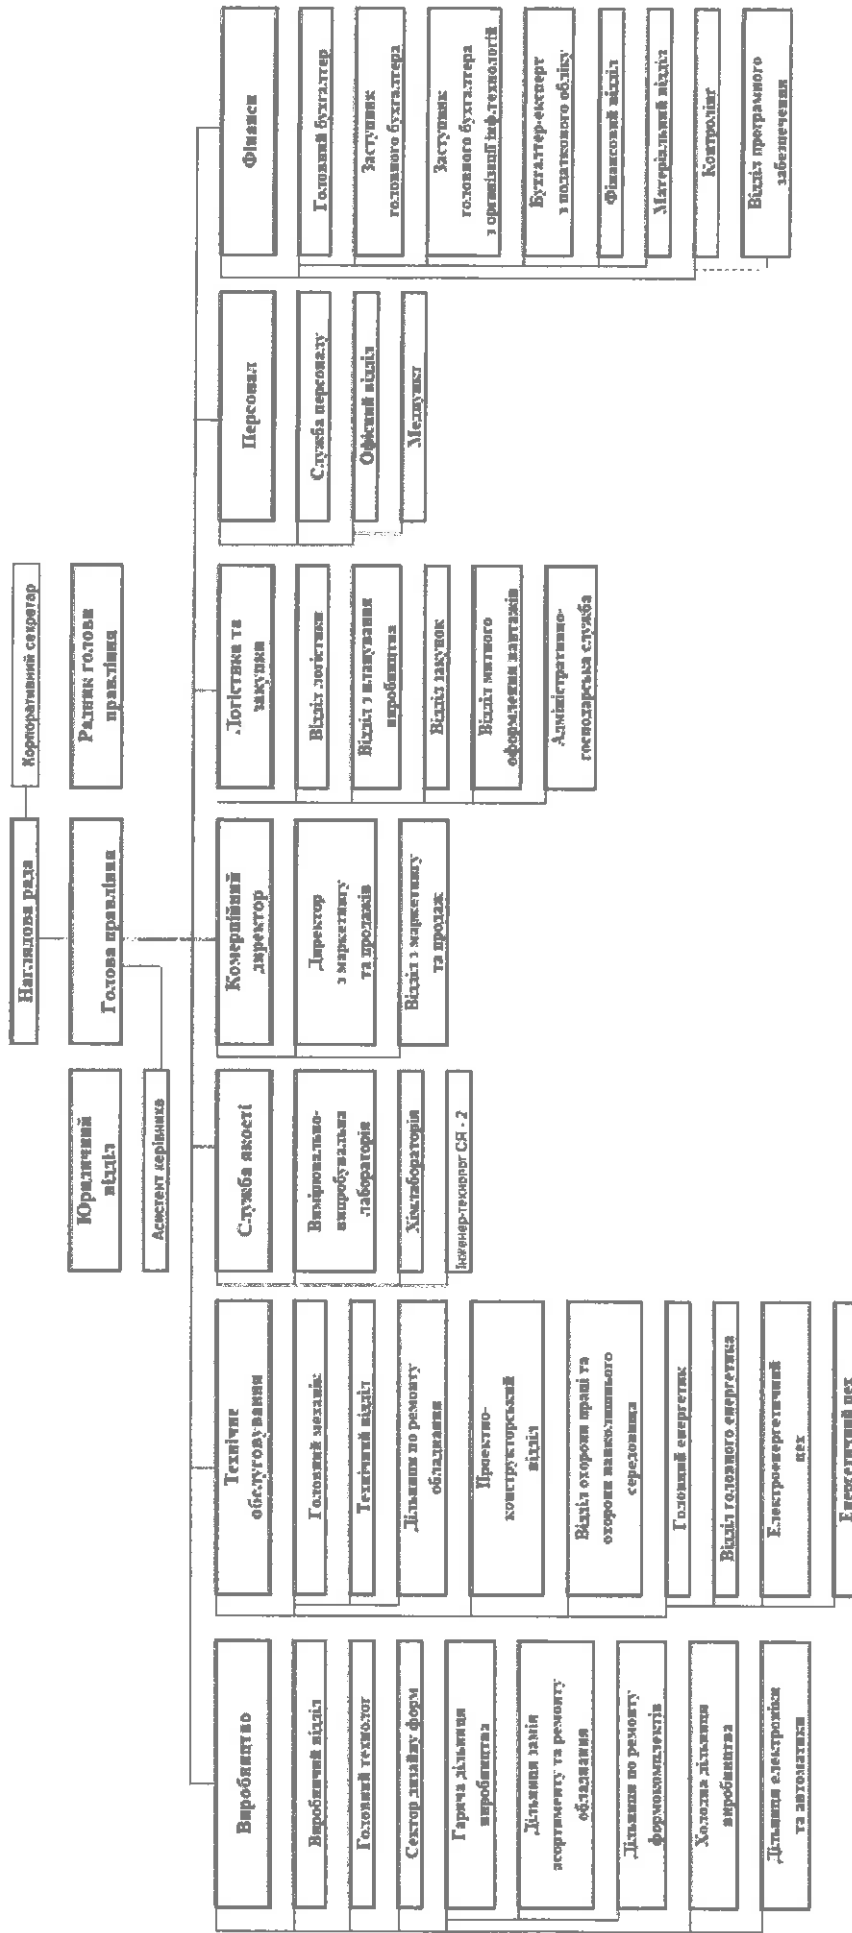 Наглядова рада
Корпоративний секретар
Юридичний
відділ
Голова правління
Радник голова
правління
Асистент керівника
Виробництво
Виробничий відділ
Головний технолог
Сектор дизайну форм
Гаряча дільниця
виробництва
Дільниця замін
асортименту та ремонту
обладнання
Дільниця по ремонту
формокомплектів
Холодна дільниця
виробництва
Дільниця електроніки
та автоматики
Технічне
обслуговування
Головний механік
Технічний відділ
Дільниця по ремонту
обладнання
Проектно-
конструкторський
відділ
Відділ охорони праці та
охорони навколишнього
середовища
Головний енергетик
Відділ головного енергетика
Електроенергетичний
цех
Енергетичний цех
Служба якості
Вимірювально-
випробувальна
лабораторія
Хімлабораторія
Інженер-технолог СЯ - 2
Комерційний
директор
Директор
з маркетингу
та продажів
Відділ з маркетингу
та продаж
Логістика та
закупки
Відділ логістики
Відділ з планування
виробництва
Відділ закупок
Відділ митного
оформлення вантажів
Адміністративно-
господарська служба
Персонал
Служба персоналу
Офісний відділ
Медпункт
Фінанси
Головний бухгалтер
Заступник
головного бухгалтера
Заступник
головного бухгалтера
з організації інф.технологій
Бухгалтер-експерт
з податкового обліку
Фінансовий відділ
Матеріальний відділ
Контролінг
Відділ програмного
забезпечення